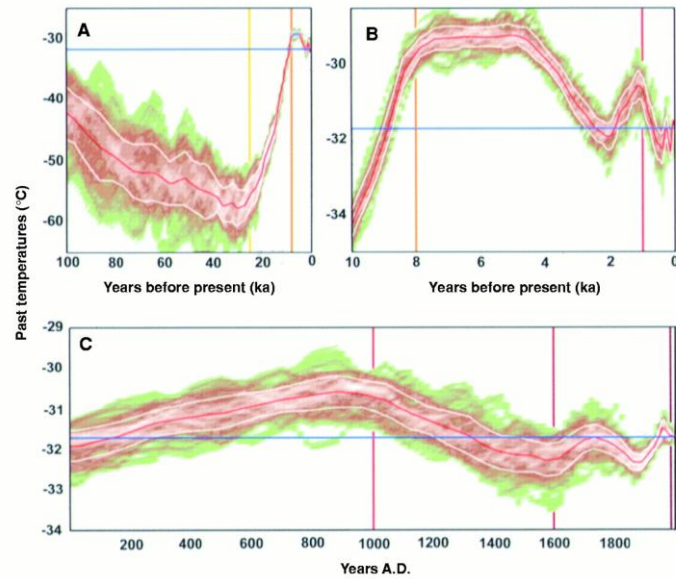 A
-30
-40
-50
-60
100 80 60 40 20 0
Years before present (ka)
B
-30
-32
-34
10 8 6 4 2 0
Years before present (ka)
Past temperatures (°C)
C
-29
-30
-31
-32
-33
-34
200 400 600 800 1000 1200 1400 1600 1800
Years A.D.